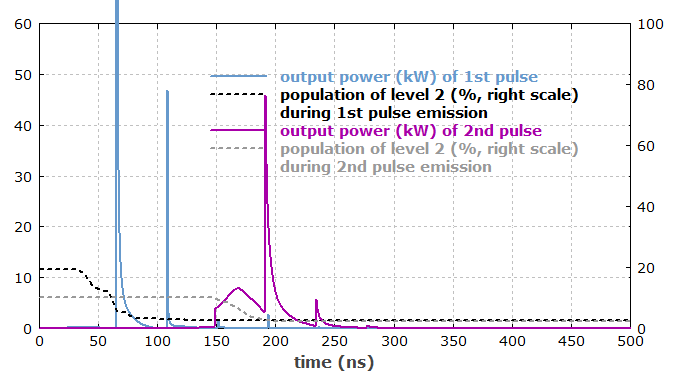 60
50
40
30
20
10
0
100
80
60
40
20
0
output power (kW) of 1st pulse
population of level 2 (%, right scale)
during 1st pulse emission
output power (kW) of 2nd pulse
population of level 2 (%, right scale)
during 2nd pulse emission
0 50 100 150 200 250 300 350 400 450 500
time (ns)